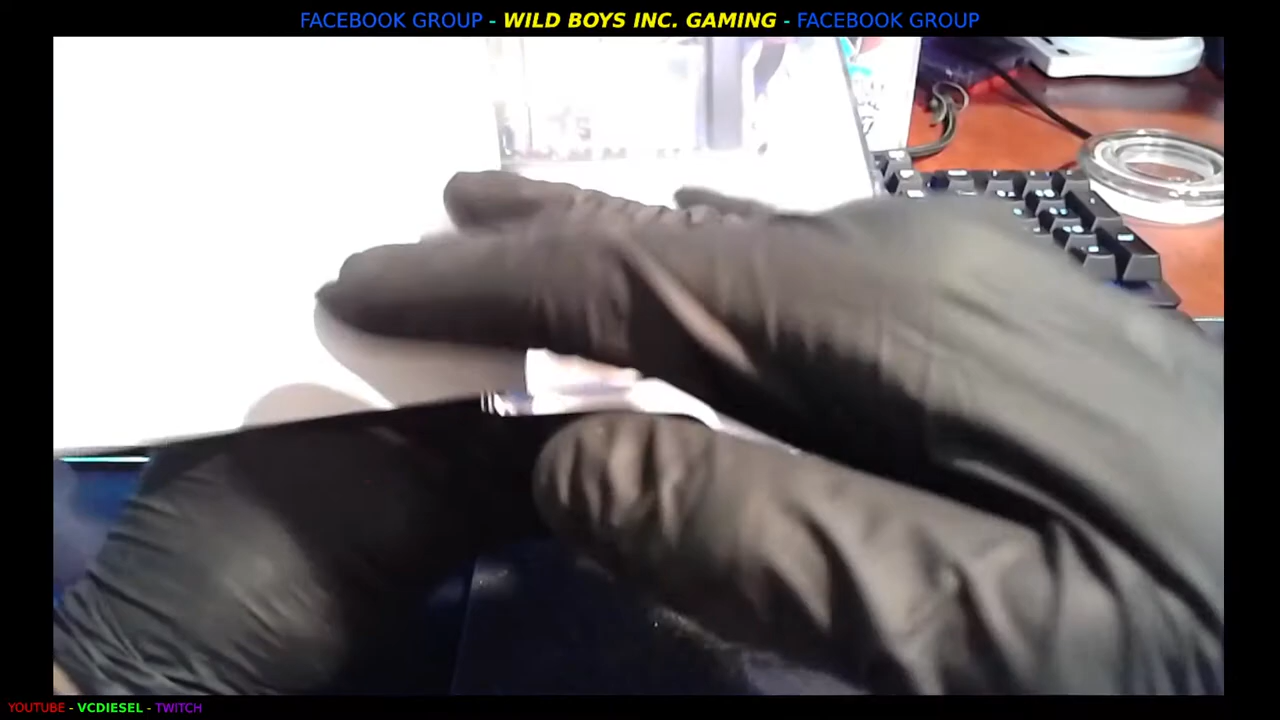 FACEBOOK GROUP - WILD BOYS INC. GAMING - FACEBOOK GROUP
YOUTUBE - VCDIESEL - TWITCH